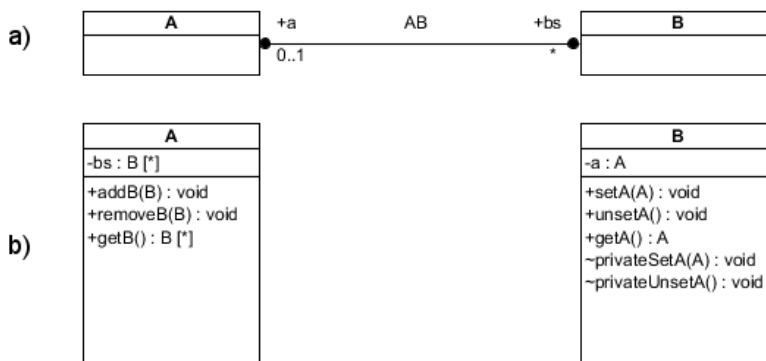 a)
A
+a
AB
+bs
B
0..1
*
b)
A
-bs : B [*]
+addB(B) : void
+removeB(B) : void
+getB() : B [*]
B
-a : A
+setA(A) : void
+unsetA() : void
+getA() : A
~privateSetA(A) : void
~privateUnsetA() : void